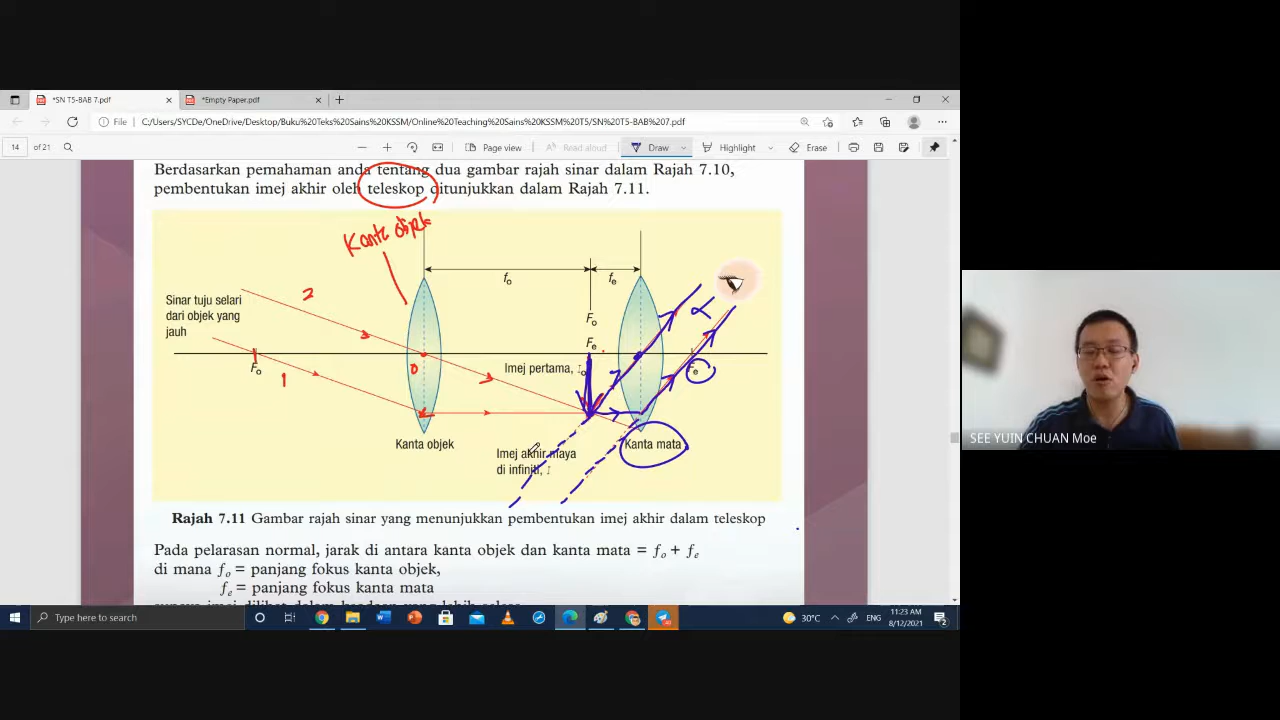 *SN T5-BAB 7.pdf
*Empty Paper.pdf
File
C:/Users/SYCDe/OneDrive/Desktop/Buku%20Teks%20Sains%20KSSM/Online%20Teaching%20Sains%20KSSM%20T5/SN%20T5-BAB%207.pdf
14 of 21
Page view
Read aloud
Draw
Highlight
Erase
Berdasarkan pemahaman anda tentang dua gambar rajah sinar dalam Rajah 7.10,
pembentukan imej akhir oleh teleskop ditunjukkan dalam Rajah 7.11.
Kanta objek
fo
fe
2
Sinar tuju selari
dari objek yang
jauh
Fo
Fe
Fo
1
O
Imej pertama, Io
2
α
Fe
Kanta objek
Imej akhir maya
di infiniti, I
Kanta mata
Rajah 7.11 Gambar rajah sinar yang menunjukkan pembentukan imej akhir dalam teleskop
Pada pelarasan normal, jarak di antara kanta objek dan kanta mata = fo + fe
di mana fo = panjang fokus kanta objek,
fe = panjang fokus kanta mata
SEE YUIN CHUAN Moe
Type here to search
30°C
ENG
11:23 AM
8/12/2021